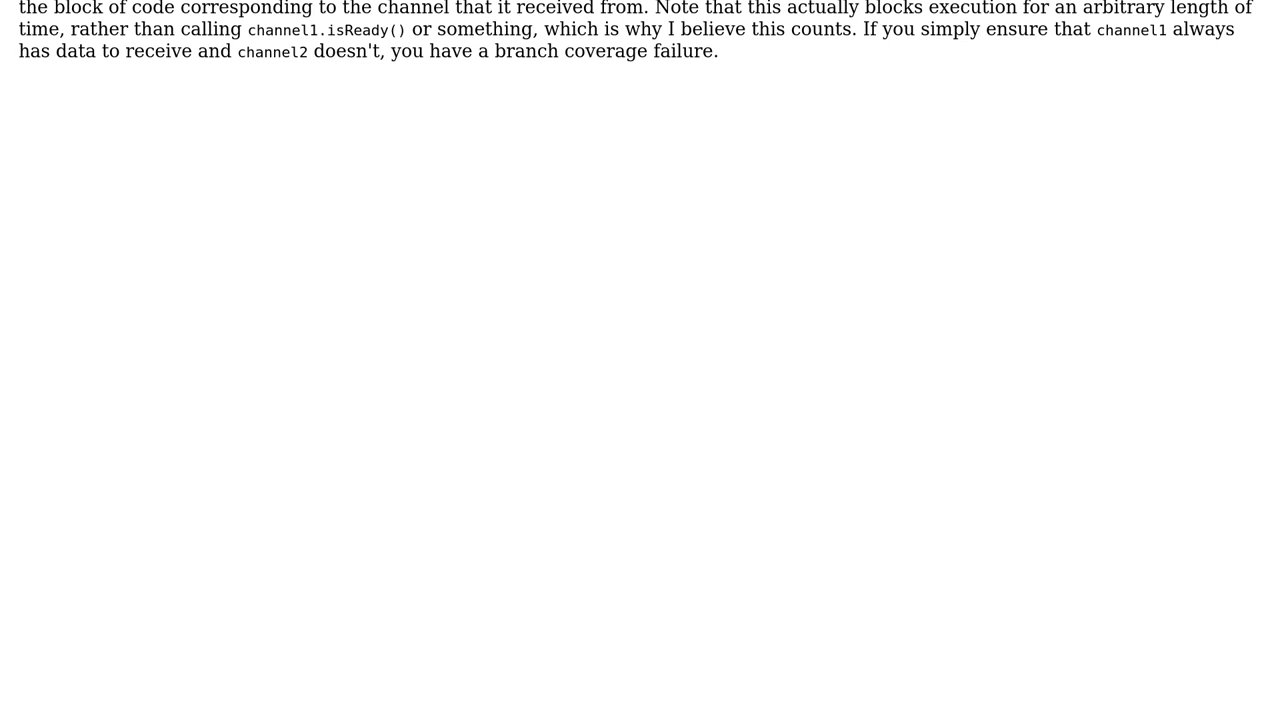 the block of code corresponding to the channel that it received from. Note that this actually blocks execution for an arbitrary length of
time, rather than calling channel1.isReady() or something, which is why I believe this counts. If you simply ensure that channel1 always
has data to receive and channel2 doesn't, you have a branch coverage failure.